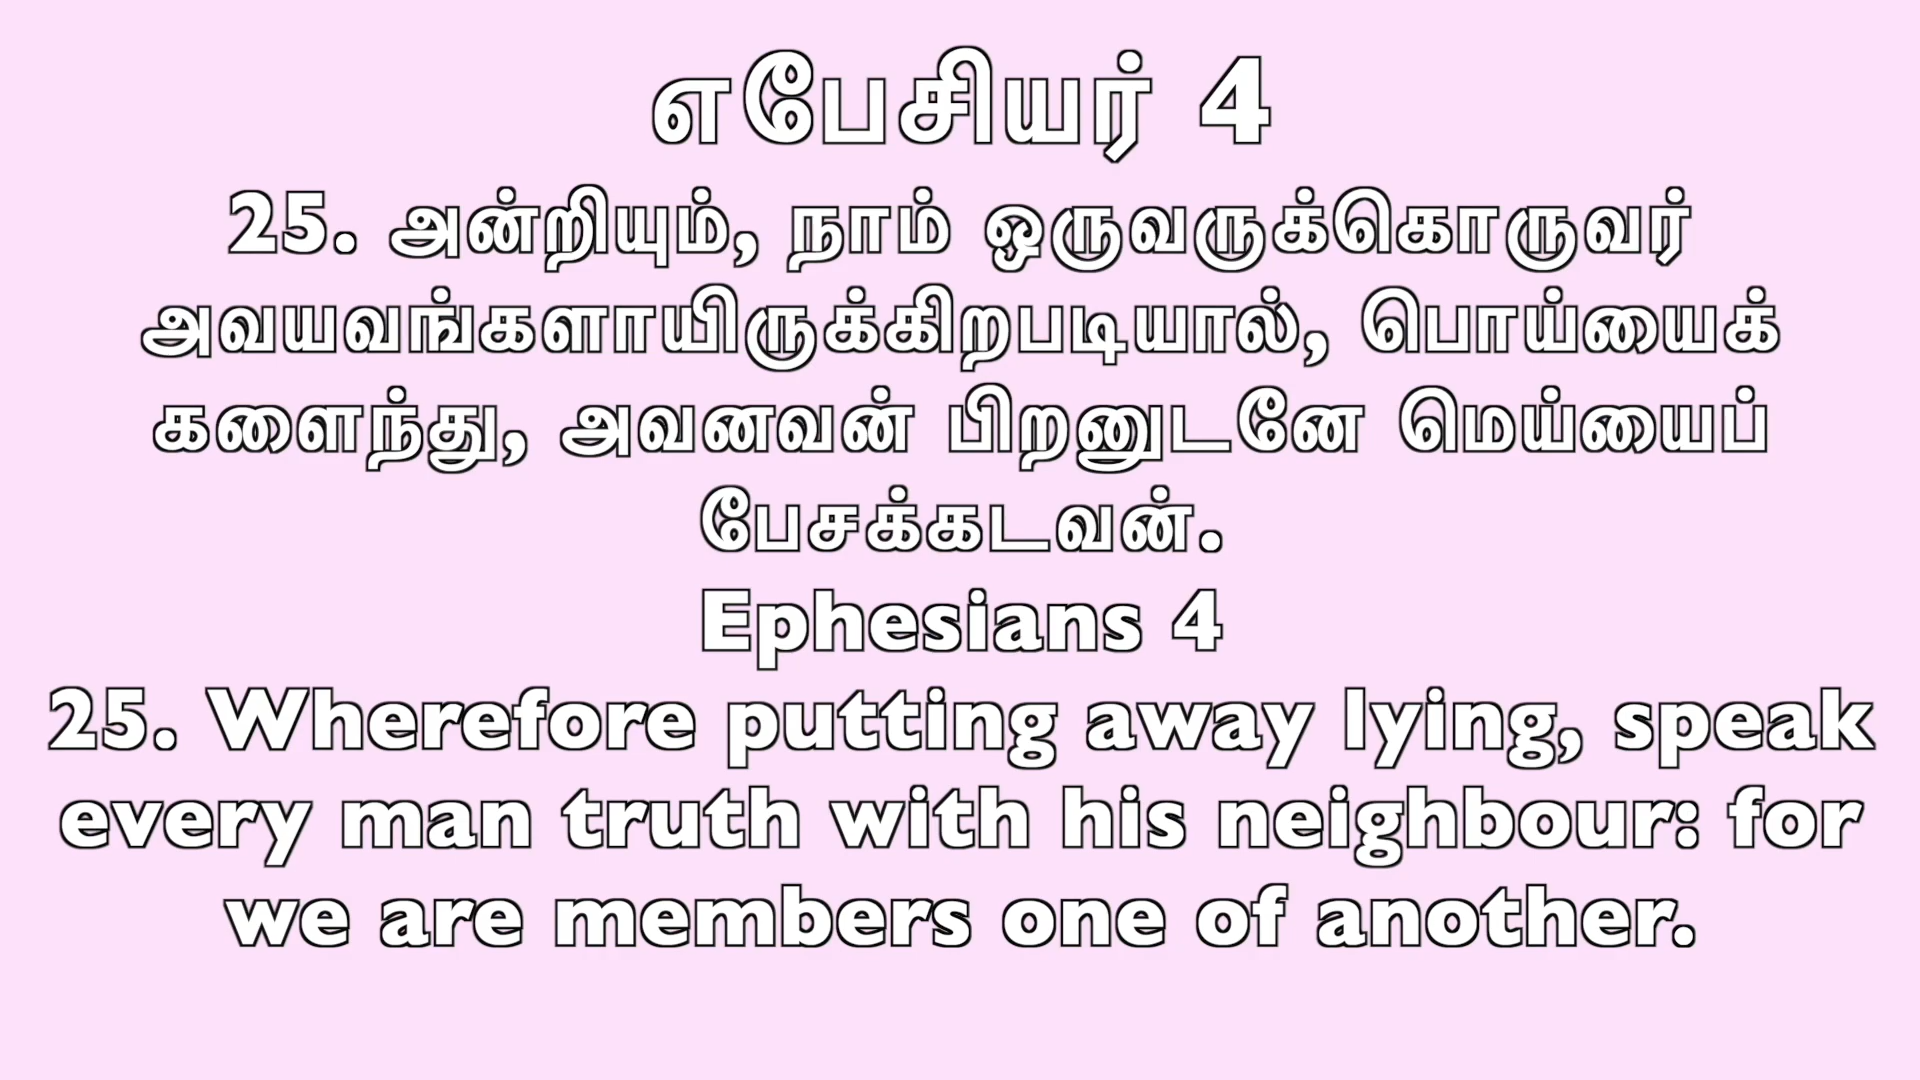 எபேசியர் 4
25. அன்றியும், நாம் ஒருவருக்கொருவர்
அவயவங்களாயிருக்கிறபடியால், பொய்யைக்
களைந்து, அவனவன் பிறனுடனே மெய்யைப்
பேசக்கடவன்.
Ephesians 4
25. Wherefore putting away lying, speak
every man truth with his neighbour: for
we are members one of another.